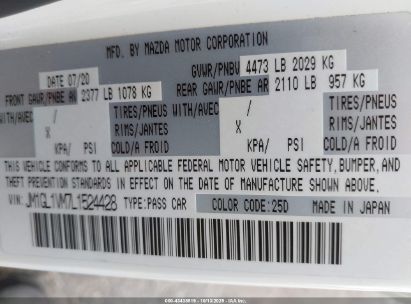 MFD. BY MAZDA MOTOR CORPORATION
DATE 07/20 GVWR/PNBV 4473 LB 2029 KG
FRONT GAWR/PNBE AV 2377 LB 1078 KG REAR GAWR/PNBE AR 2110 LB 957 KG
WITH/AVEC / TIRES/PNEUS WITH/AVEC / TIRES/PNEUS
X RIMS/JANTES X RIMS/JANTES
KPA/ PSI COLD/A FROID KPA/ PSI COLD/A FROID
THIS VEHICLE CONFORMS TO ALL APPLICABLE FEDERAL MOTOR VEHICLE SAFETY, BUMPER, AND
THEFT PREVENTION STANDARDS IN EFFECT ON THE DATE OF MANUFACTURE SHOWN ABOVE.
VIN: JM1GL1VM7L1524428 TYPE: PASS CAR COLOR CODE: 25D MADE IN JAPAN